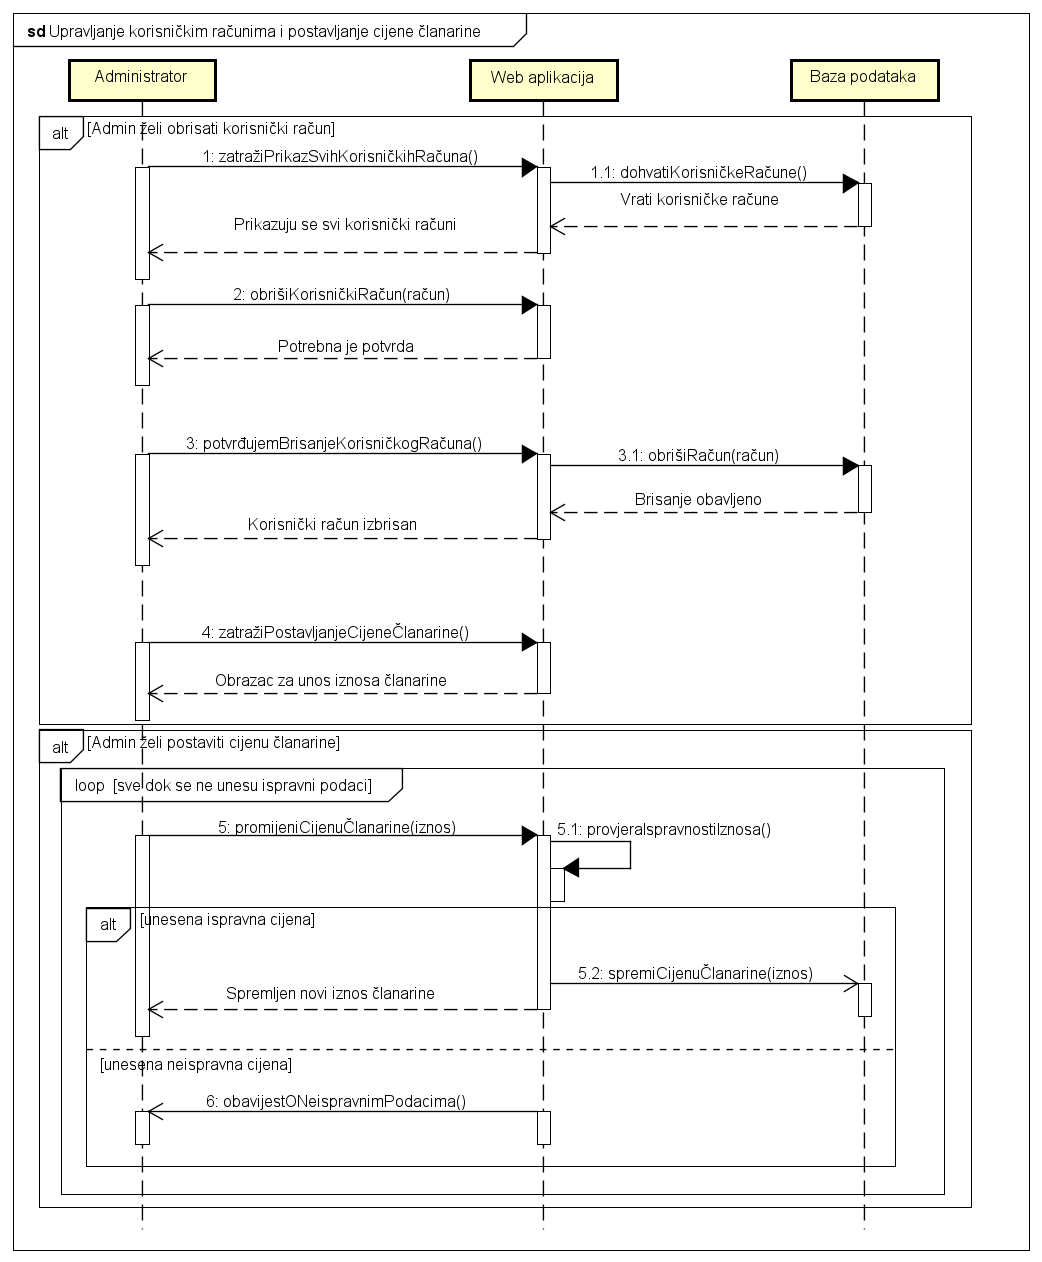 sd Upravljanje korisničkim računima i postavljanje cijene članarine
Administrator
Web aplikacija
Baza podataka
alt
[Admin želi obrisati korisnički račun]
1: zatražiPrikazSvihKorisničkihRačuna()
1.1: dohvatiKorisničkeRačune()
Vrati korisničke račune
Prikazuju se svi korisnički računi
2: obrišiKorisničkiRačun(račun)
Potrebna je potvrda
3: potvrđujemBrisanjeKorisničkogRačuna()
3.1: obrišiRačun(račun)
Brisanje obavljeno
Korisnički račun izbrisan
4: zatražiPostavljanjeCijeneČlanarine()
Obrazac za unos iznosa članarine
alt
[Admin želi postaviti cijenu članarine]
loop [sve dok se ne unesu ispravni podaci]
5: promijeniCijenuČlanarine(iznos)
5.1: provjeraIspravnostiIznosa()
alt
[unesena ispravna cijena]
5.2: spremiCijenuČlanarine(iznos)
Spremljen novi iznos članarine
[unesena neispravna cijena]
6: obavijestONeispravnimPodacima()